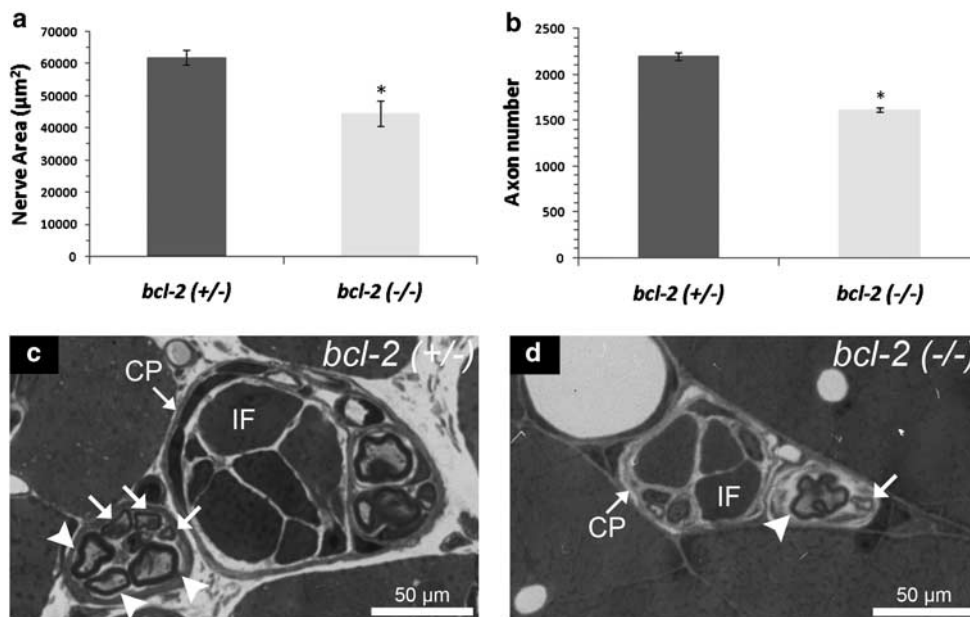 a
Nerve Area (µm²)
70000
60000
50000
40000
30000
20000
10000
0
*
bcl-2 (+/-)
bcl-2 (-/-)
b
Axon number
2500
2000
1500
1000
500
0
*
bcl-2 (+/-)
bcl-2 (-/-)
c
bcl-2 (+/-)
CP
IF
50 µm
d
bcl-2 (-/-)
IF
CP
50 µm